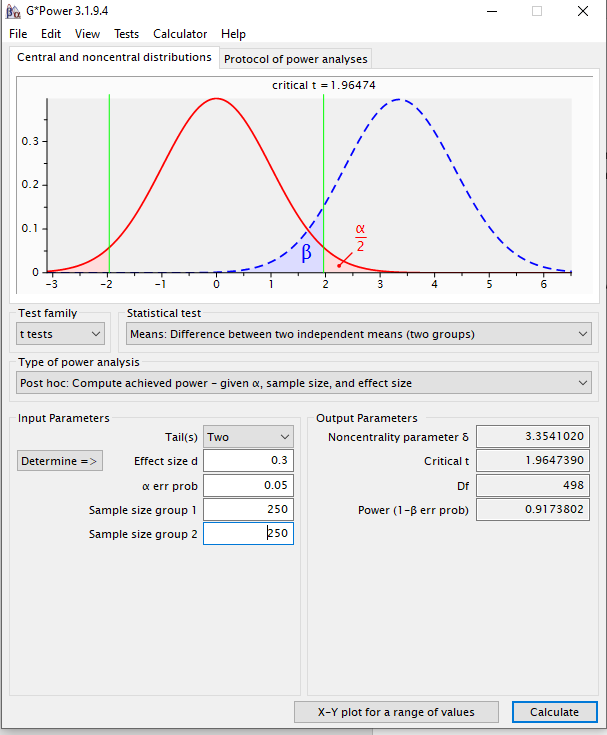 G*Power 3.1.9.4
File Edit View Tests Calculator Help
Central and noncentral distributions Protocol of power analyses
critical t = 1.96474
0.3
0.2
0.1
0
β
α
2
-3 -2 -1 0 1 2 3 4 5 6
Test family Statistical test
t tests Means: Difference between two independent means (two groups)
Type of power analysis
Post hoc: Compute achieved power - given α, sample size, and effect size
Input Parameters Output Parameters
Tail(s) Two Noncentrality parameter δ 3.3541020
Determine => Effect size d 0.3 Critical t 1.9647390
α err prob 0.05 Df 498
Sample size group 1 250 Power (1-β err prob) 0.9173802
Sample size group 2 250
X-Y plot for a range of values Calculate